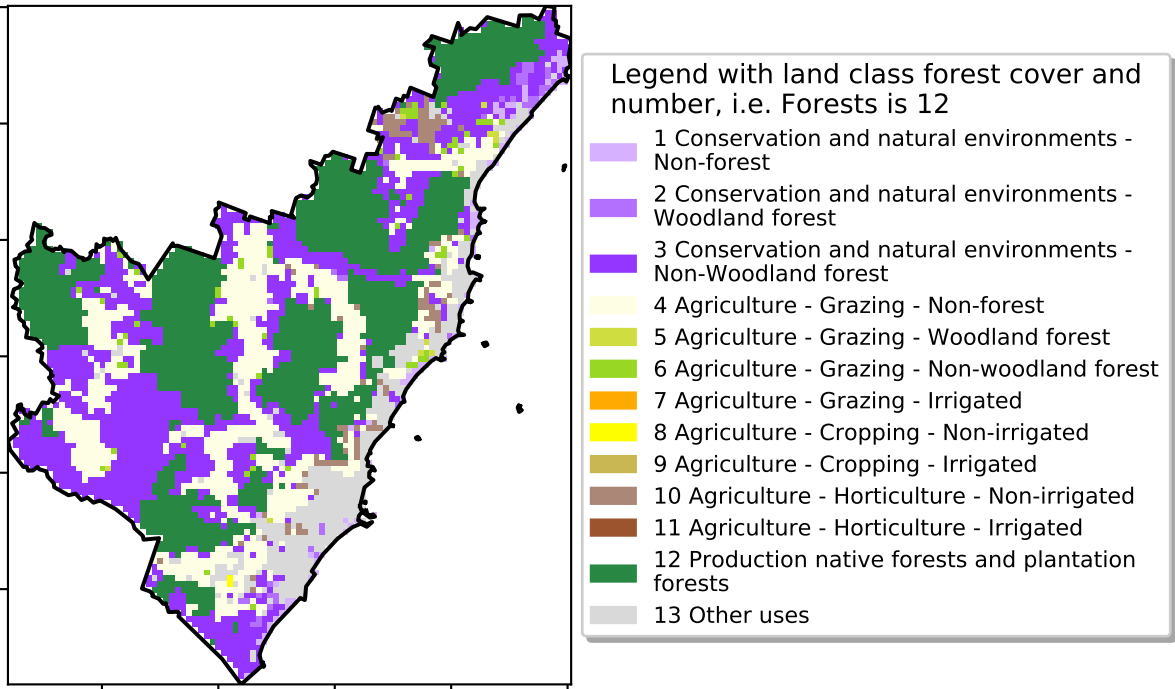 Legend with land class forest cover and
number, i.e. Forests is 12
1 Conservation and natural environments -
Non-forest
2 Conservation and natural environments -
Woodland forest
3 Conservation and natural environments -
Non-Woodland forest
4 Agriculture - Grazing - Non-forest
5 Agriculture - Grazing - Woodland forest
6 Agriculture - Grazing - Non-woodland forest
7 Agriculture - Grazing - Irrigated
8 Agriculture - Cropping - Non-irrigated
9 Agriculture - Cropping - Irrigated
10 Agriculture - Horticulture - Non-irrigated
11 Agriculture - Horticulture - Irrigated
12 Production native forests and plantation
forests
13 Other uses